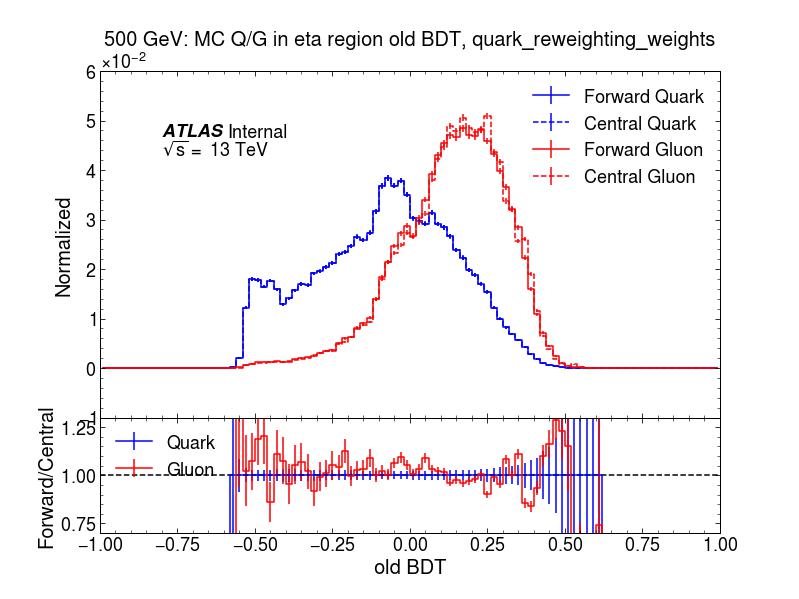 500 GeV: MC Q/G in eta region old BDT, quark_reweighting_weights
×10⁻²
6
5
4
3
2
1
0
−1
Normalized
ATLAS Internal
√s = 13 TeV
Forward Quark
Central Quark
Forward Gluon
Central Gluon
1.25
1.00
0.75
Forward/Central
Quark
Gluon
−1.00 −0.75 −0.50 −0.25 0.00 0.25 0.50 0.75 1.00
old BDT